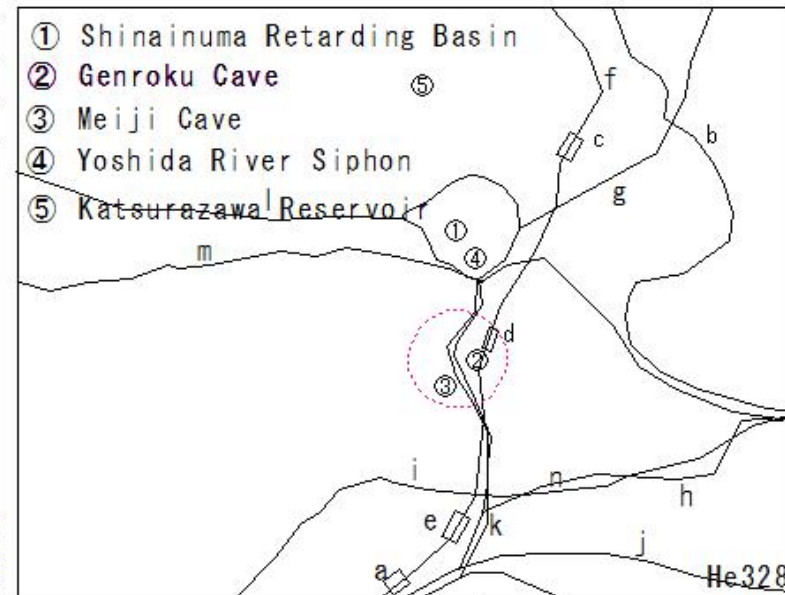 ① Shinainuma Retarding Basin
② Genroku Cave
③ Meiji Cave
④ Yoshida River Siphon
⑤ Katsurazawa Reservoir
⑤
f
c
b
g
l
①
④
m
d
②
③
i
n
h
e
k
j
a
He328